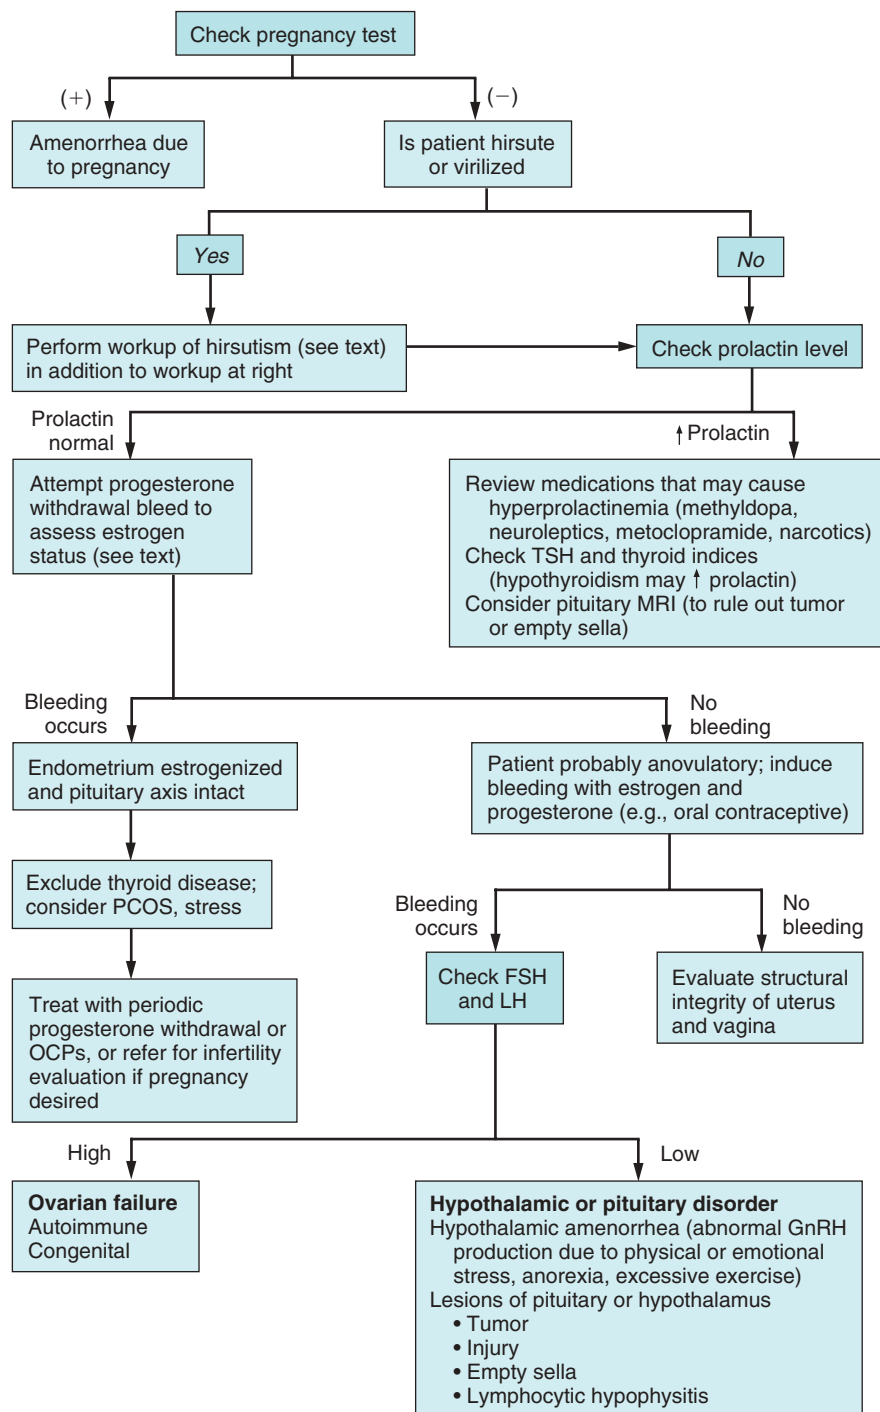 Check pregnancy test
(+)
(−)
Amenorrhea due
to pregnancy
Is patient hirsute
or virilized
Yes
No
Perform workup of hirsutism (see text)
in addition to workup at right
Check prolactin level
Prolactin
normal
↑ Prolactin
Attempt progesterone
withdrawal bleed to
assess estrogen
status (see text)
Review medications that may cause
hyperprolactinemia (methyldopa,
neuroleptics, metoclopramide, narcotics)
Check TSH and thyroid indices
(hypothyroidism may ↑ prolactin)
Consider pituitary MRI (to rule out tumor
or empty sella)
Bleeding
occurs
No
bleeding
Endometrium estrogenized
and pituitary axis intact
Patient probably anovulatory; induce
bleeding with estrogen and
progesterone (e.g., oral contraceptive)
Exclude thyroid disease;
consider PCOS, stress
Bleeding
occurs
No
bleeding
Treat with periodic
progesterone withdrawal or
OCPs, or refer for infertility
evaluation if pregnancy
desired
Check FSH
and LH
Evaluate structural
integrity of uterus
and vagina
High
Low
Ovarian failure
Autoimmune
Congenital
Hypothalamic or pituitary disorder
Hypothalamic amenorrhea (abnormal GnRH
production due to physical or emotional
stress, anorexia, excessive exercise)
Lesions of pituitary or hypothalamus
• Tumor
• Injury
• Empty sella
• Lymphocytic hypophysitis